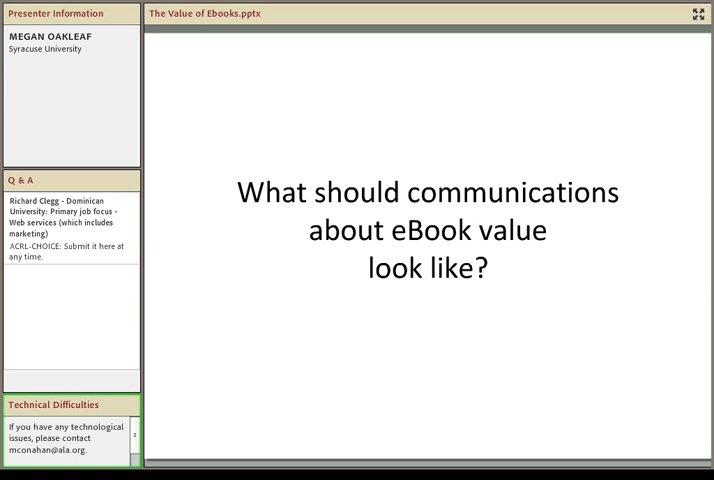 Presenter Information
MEGAN OAKLEAF
Syracuse University
Q & A
Richard Clegg - Dominican
University: Primary job focus -
Web services (which includes
marketing)
ACRL-CHOICE: Submit it here at
any time.
Technical Difficulties
If you have any technological
issues, please contact
mconahan@ala.org.
The Value of Ebooks.pptx
What should communications
about eBook value
look like?